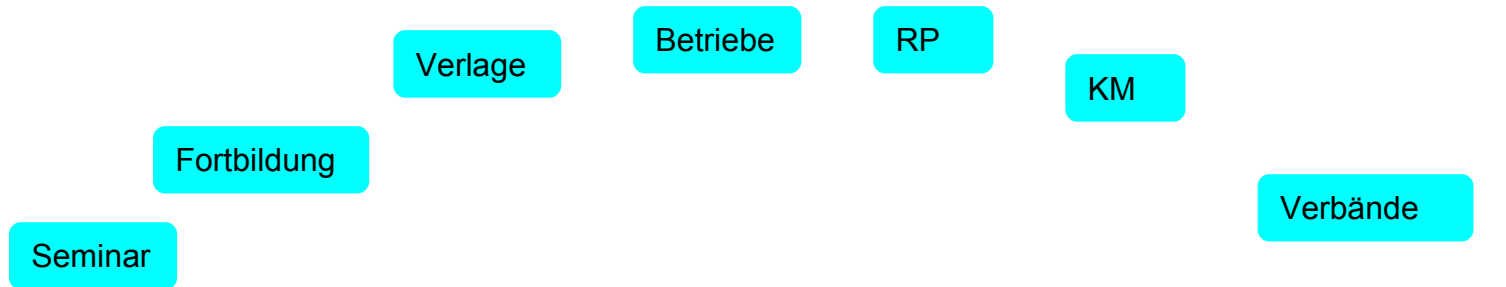 Seminar
Fortbildung
Verlage
Betriebe
RP
KM
Verbände